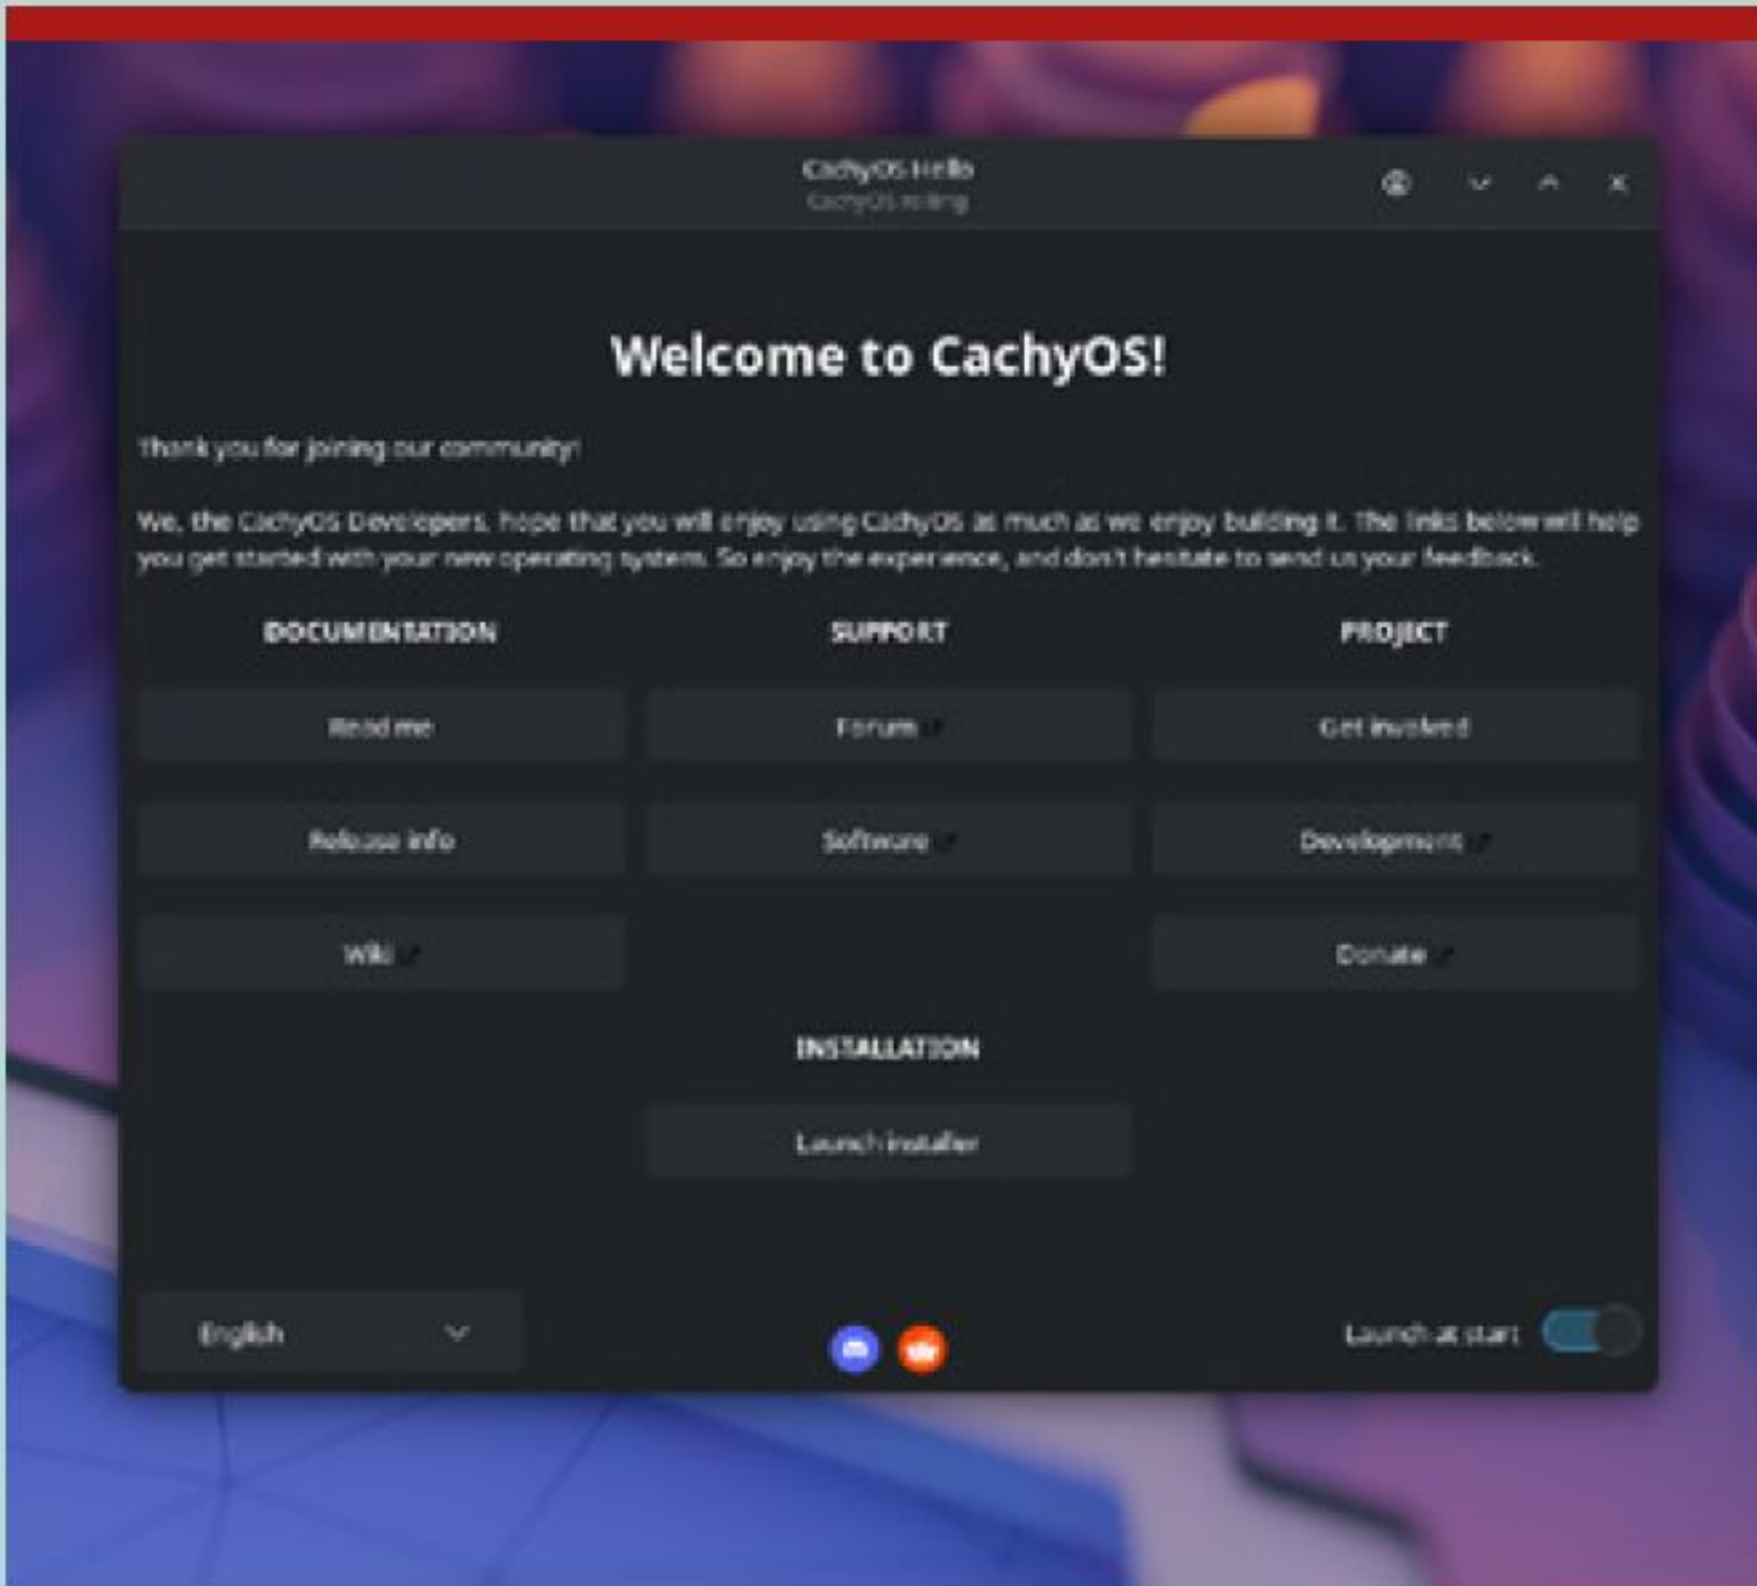 CachyOS Hello
CachyOS rolling
Welcome to CachyOS!
Thank you for joining our community!
We, the CachyOS Developers, hope that you will enjoy using CachyOS as much as we enjoy building it. The links below will help
you get started with your new operating system. So enjoy the experience, and don't hesitate to send us your feedback.
DOCUMENTATION SUPPORT PROJECT
Read me Forum Get involved
Release info Software Development
Wiki Donate
INSTALLATION
Launch installer
English Launch at start